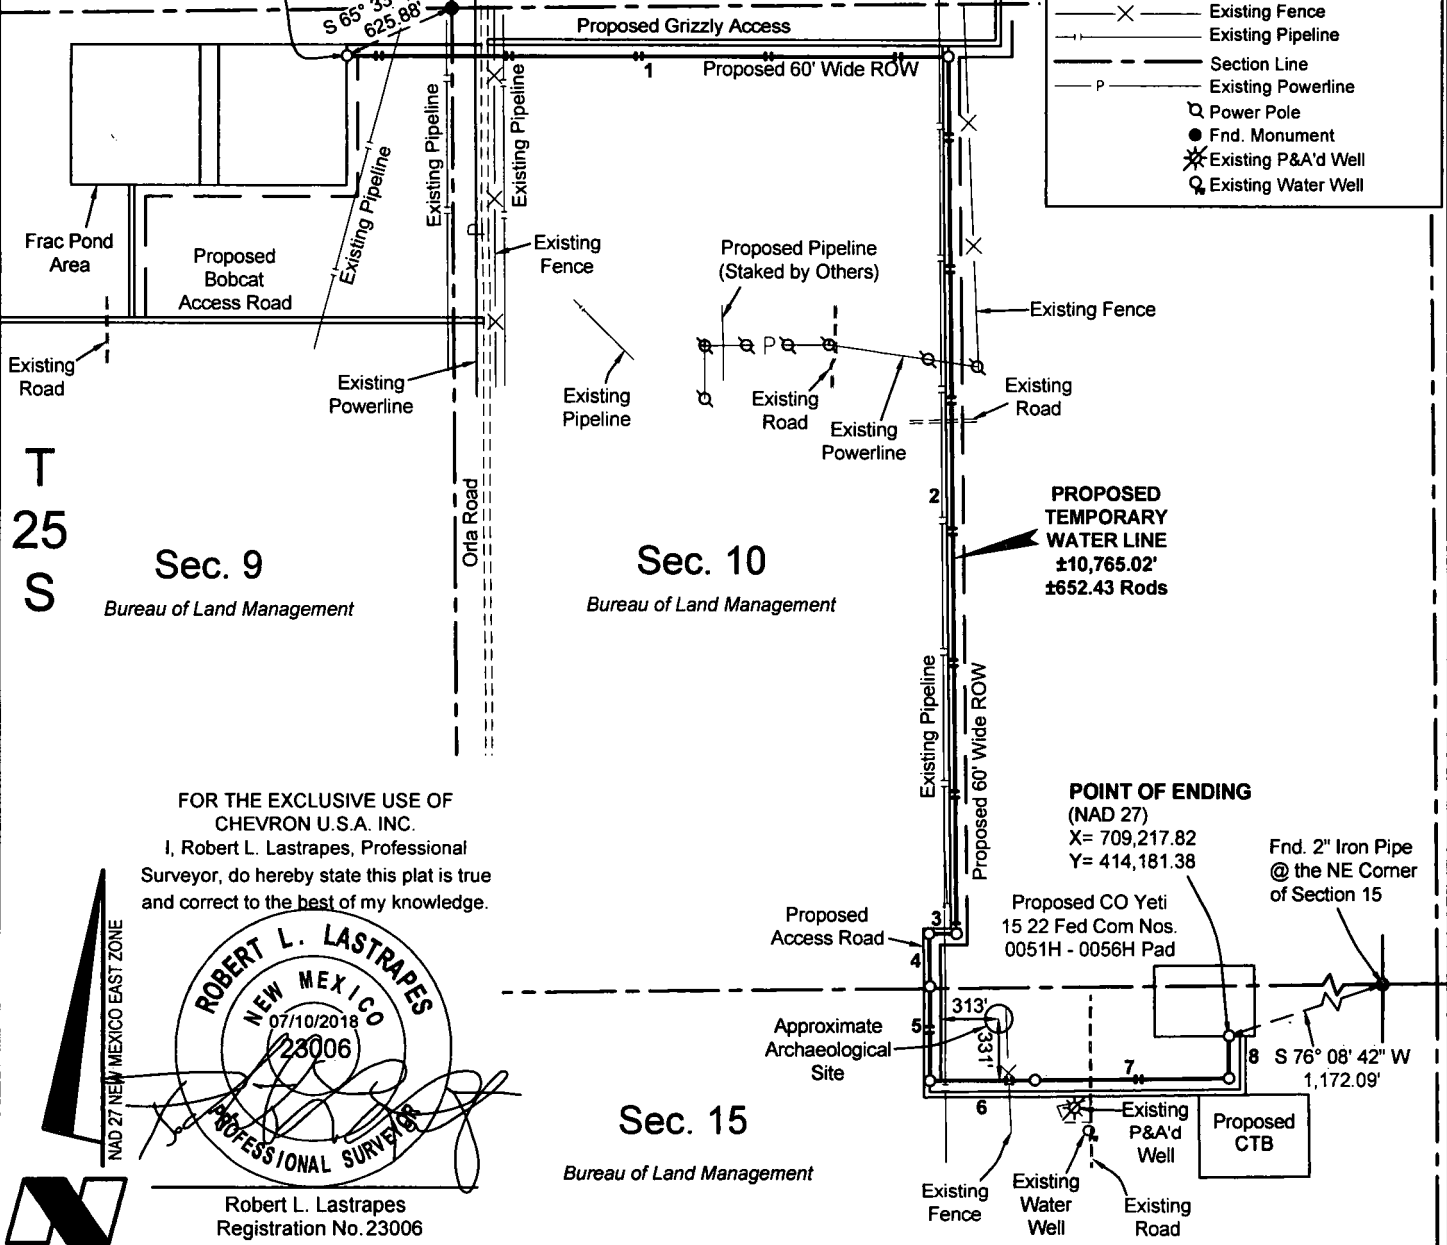 S 65° 35'
625.88'
Proposed Grizzly Access
1
Proposed 60' Wide ROW
Existing Fence
Existing Pipeline
Section Line
P
Existing Powerline
Power Pole
Fnd. Monument
Existing P&A'd Well
Existing Water Well
Existing Pipeline
Existing Pipeline
Existing Pipeline
Frac Pond
Area
Proposed
Bobcat
Access Road
P
Existing
Fence
Proposed Pipeline
(Staked by Others)
Existing Fence
P
Existing
Road
Existing
Powerline
Existing
Pipeline
Existing
Road
Existing
Powerline
Existing
Road
T
25
S
Orla Road
2
PROPOSED
TEMPORARY
WATER LINE
±10,765.02'
±652.43 Rods
Sec. 9
Bureau of Land Management
Sec. 10
Bureau of Land Management
Existing Pipeline
Proposed 60' Wide ROW
FOR THE EXCLUSIVE USE OF
CHEVRON U.S.A. INC.
I, Robert L. Lastrapes, Professional
Surveyor, do hereby state this plat is true
and correct to the best of my knowledge.
POINT OF ENDING
(NAD 27)
X= 709,217.82
Y= 414,181.38
Fnd. 2" Iron Pipe
@ the NE Corner
of Section 15
Proposed CO Yeti
15 22 Fed Com Nos.
0051H - 0056H Pad
Proposed
Access Road
3
4
NAD 27 NEW MEXICO EAST ZONE
ROBERT L. LASTRAPES
NEW MEXICO
07/10/2018
23006
PROFESSIONAL SURVEYOR
313'
331'
5
Approximate
Archaeological
Site
7
8
S 76° 08' 42" W
1,172.09'
6
Sec. 15
Bureau of Land Management
Existing
P&A'd
Well
Proposed
CTB
Existing
Fence
Existing
Water
Well
Existing
Road
Robert L. Lastrapes
Registration No. 23006